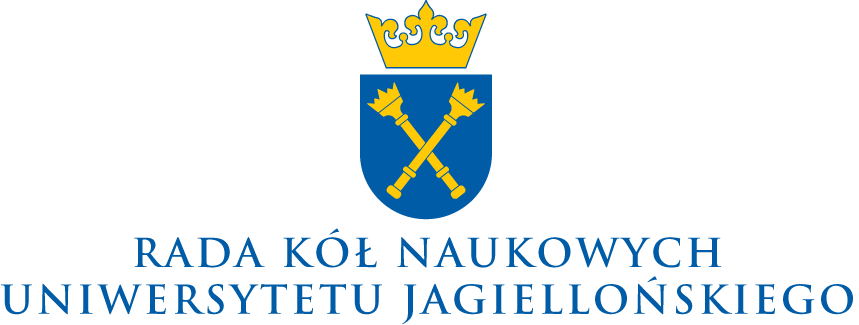 RADA KÓŁ NAUKOWYCH
UNIWERSYTETU JAGIELLOŃSKIEGO